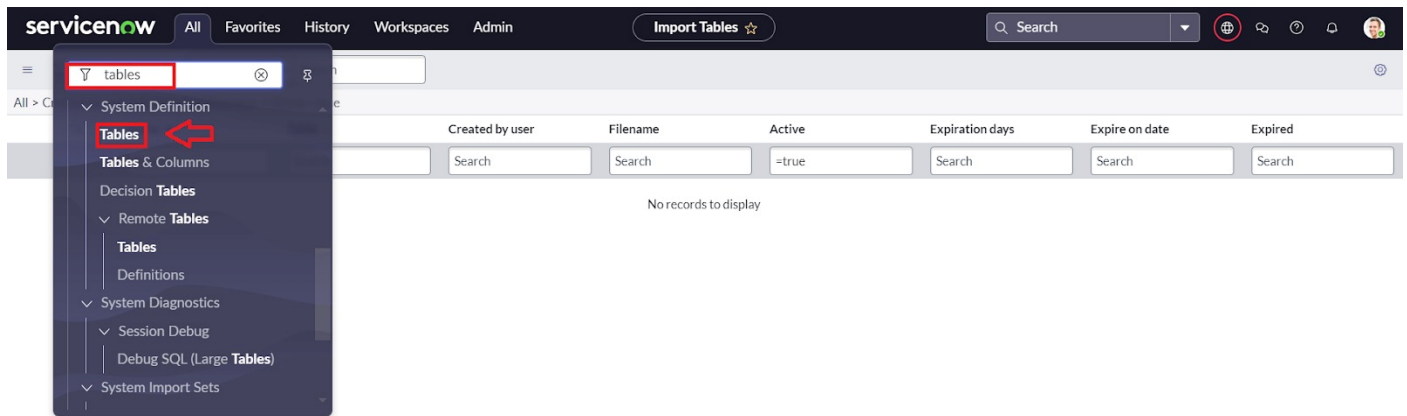 servicenow All Favorites History Workspaces Admin Import Tables Search
tables
All > C
System Definition
Created by user Filename Active Expiration days Expire on date Expired
Tables
Tables & Columns
Search Search =true Search Search Search
Decision Tables
No records to display
Remote Tables
Tables
Definitions
System Diagnostics
Session Debug
Debug SQL (Large Tables)
System Import Sets